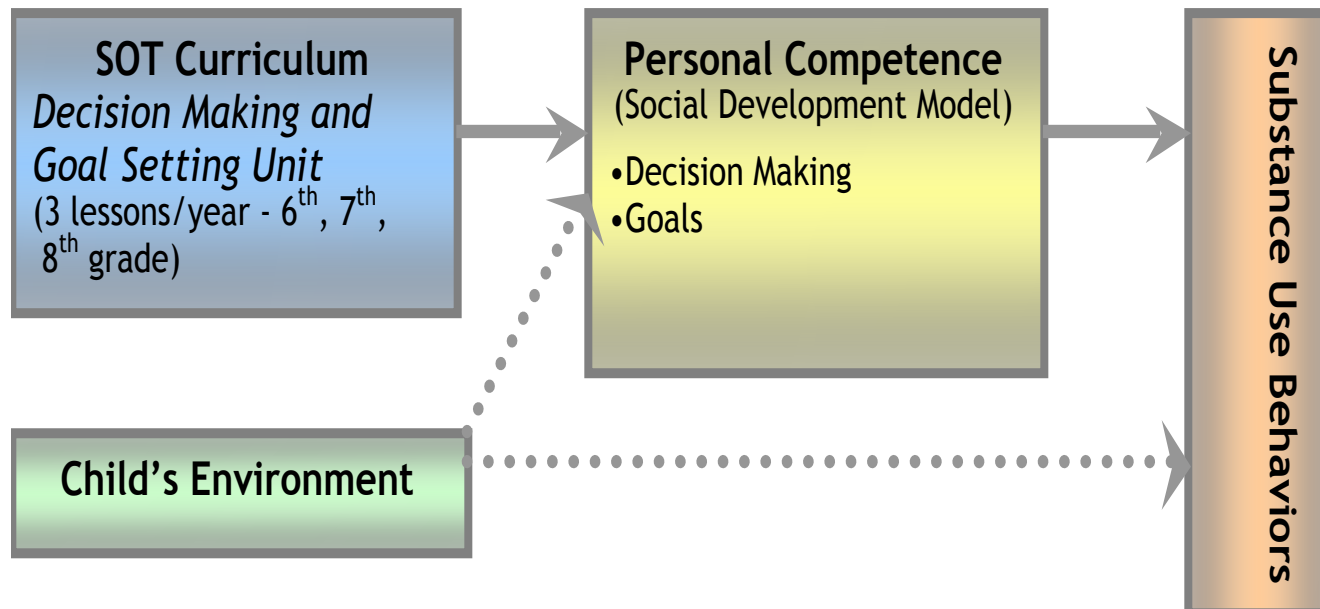 SOT Curriculum
Decision Making and
Goal Setting Unit
(3 lessons/year - 6th, 7th,
8th grade)
Personal Competence
(Social Development Model)
•Decision Making
•Goals
Child's Environment
Substance Use Behaviors